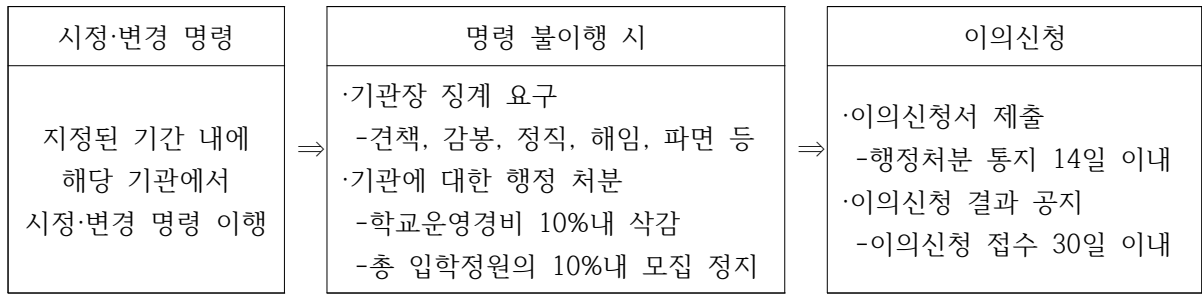 시정·변경 명령
지정된 기간 내에
해당 기관에서
시정·변경 명령 이행
⇒
명령 불이행 시
·기관장 징계 요구
-견책, 감봉, 정직, 해임, 파면 등
·기관에 대한 행정 처분
-학교운영경비 10%내 삭감
-총 입학정원의 10%내 모집 정지
⇒
이의신청
·이의신청서 제출
-행정처분 통지 14일 이내
·이의신청 결과 공지
-이의신청 접수 30일 이내